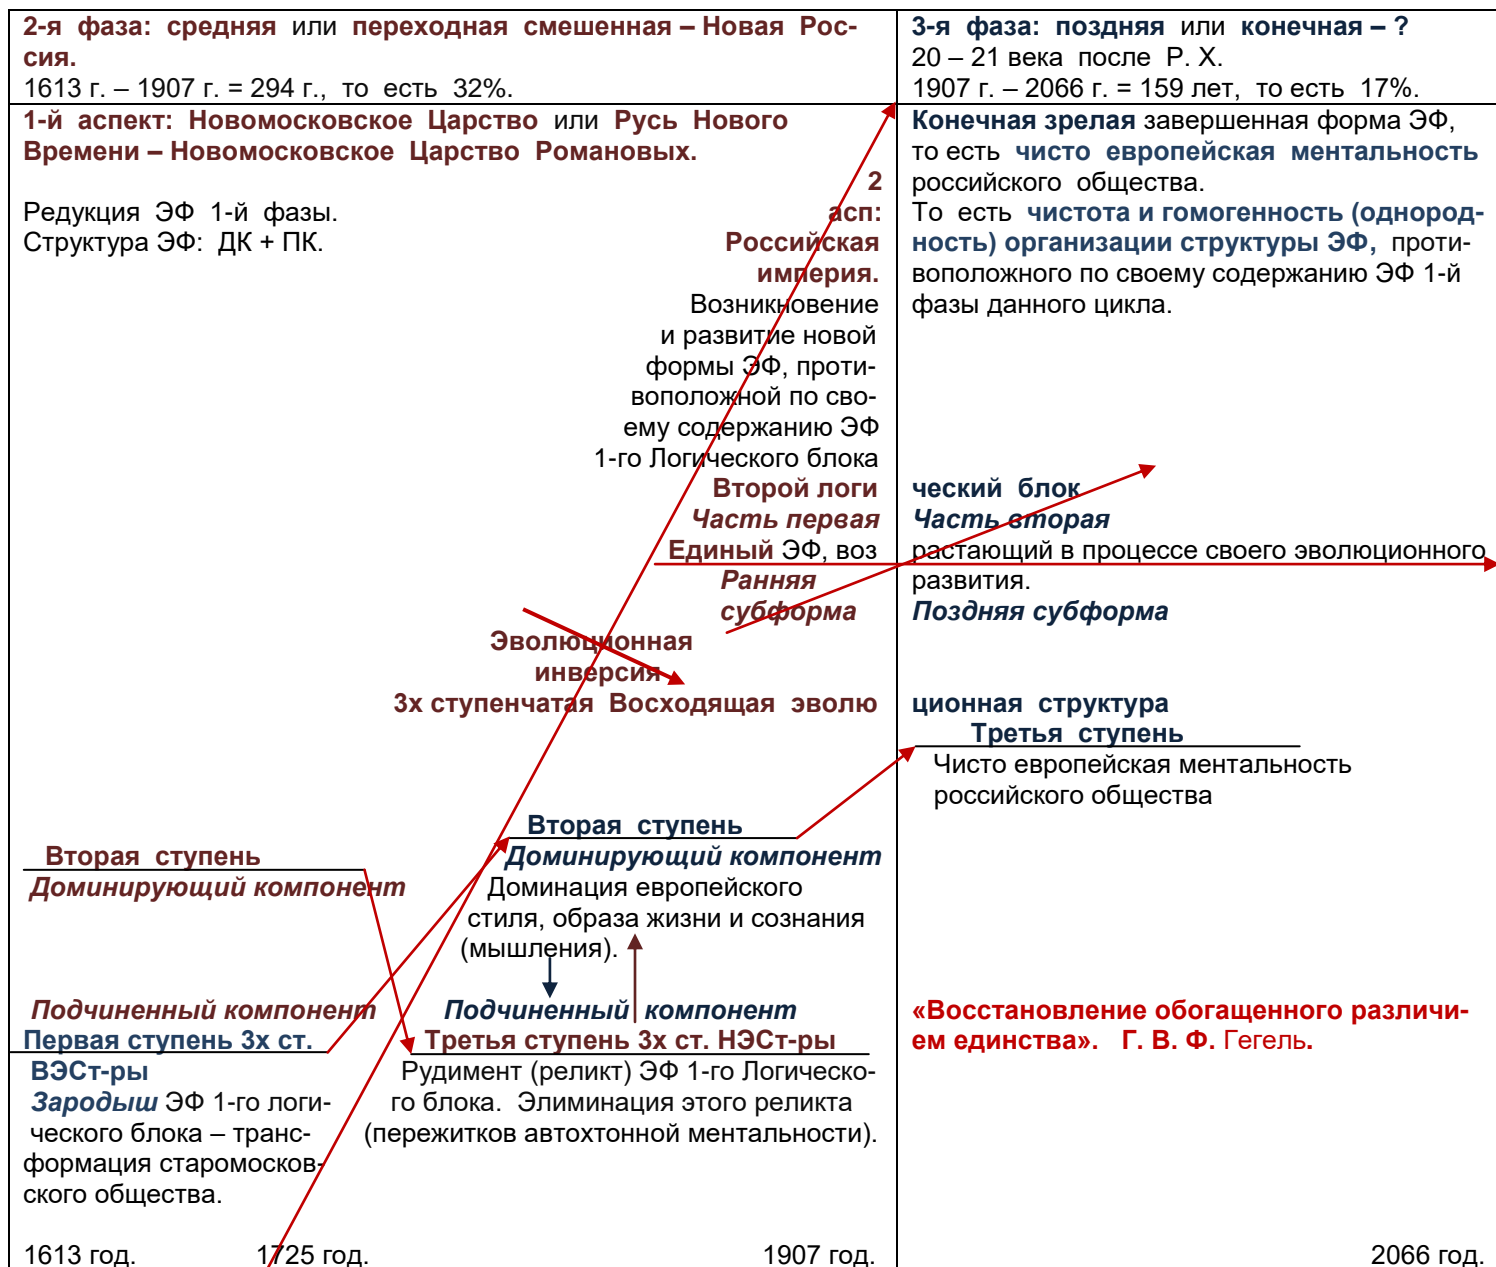 2-я фаза: средняя или переходная смешенная – Новая Рос-
сия.
1613 г. – 1907 г. = 294 г., то есть 32%.
3-я фаза: поздняя или конечная – ?
20 – 21 века после Р. Х.
1907 г. – 2066 г. = 159 лет, то есть 17%.
1-й аспект: Новомосковское Царство или Русь Нового
Времени – Новомосковское Царство Романовых.
Редукция ЭФ 1-й фазы.
Структура ЭФ: ДК + ПК.
2
асп:
Российская
империя.
Возникновение
и развитие новой
формы ЭФ, проти-
воположной по сво-
ему содержанию ЭФ
1-го Логического блока
Второй логи
Часть первая
Единый ЭФ, воз
Ранняя
субформа
Эволюционная
инверсия
3х ступенчатая Восходящая эволю
Вторая ступень
Доминирующий компонент
Доминация европейского
стиля, образа жизни и сознания
(мышления).
Вторая ступень
Доминирующий компонент
Подчиненный компонент
Первая ступень 3х ст.
ВЭСт-ры
Зародыш ЭФ 1-го логи-
ческого блока – транс-
формация старомосков-
ского общества.
Подчиненный компонент
Третья ступень 3х ст. НЭСт-ры
Рудимент (реликт) ЭФ 1-го Логическо-
го блока. Элиминация этого реликта
(пережитков автохтонной ментальности).
1613 год. 1725 год. 1907 год.
Конечная зрелая завершенная форма ЭФ,
то есть чисто европейская ментальность
российского общества.
То есть чистота и гомогенность (однород-
ность) организации структуры ЭФ, проти-
воположного по своему содержанию ЭФ 1-й
фазы данного цикла.
ческий блок
Часть вторая
растающий в процессе своего эволюционного
развития.
Поздняя субформа
ционная структура
Третья ступень
Чисто европейская ментальность
российского общества
«Восстановление обогащенного различи-
ем единства». Г. В. Ф. Гегель.
2066 год.